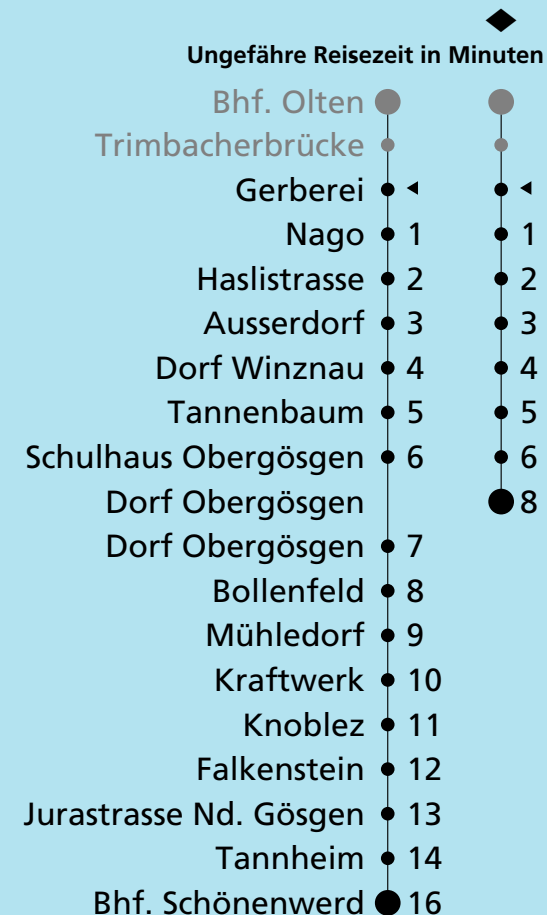 Ungefähre Reisezeit in Minuten
Bhf. Olten
Trimbacherbrücke
Gerberei
Nago 1 1
Haslistrasse 2 2
Ausserdorf 3 3
Dorf Winznau 4 4
Tannenbaum 5 5
Schulhaus Obergösgen 6 6
Dorf Obergösgen 8
Dorf Obergösgen 7
Bollenfeld 8
Mühledorf 9
Kraftwerk 10
Knoblez 11
Falkenstein 12
Jurastrasse Nd. Gösgen 13
Tannheim 14
Bhf. Schönenwerd 16